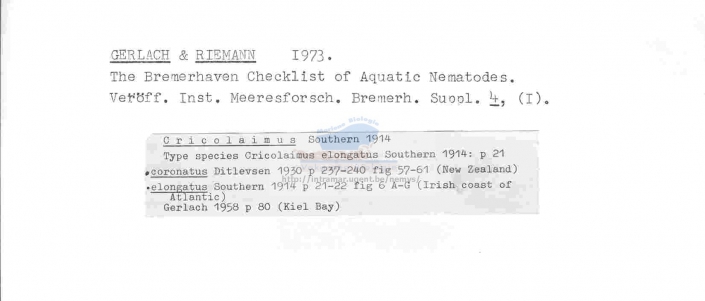 GERLACH & RIEMANN I973.
The Bremerhaven Checklist of Aquatic Nematodes.
Veröff. Inst. Meeresforsch. Bremerh. Suppl. 4, (I).
Cricolaimus Southern 1914
Type species Cricolaimus elongatus Southern 1914: p 21
coronatus Ditlevsen 1930 p 237-240 fig 57-61 (New Zealand)
http://intramar.ugent.be/nemys/
elongatus Southern 1914 p 21-22 fig 6 A-G (Irish coast of
Atlantic)
Gerlach 1958 p 80 (Kiel Bay)